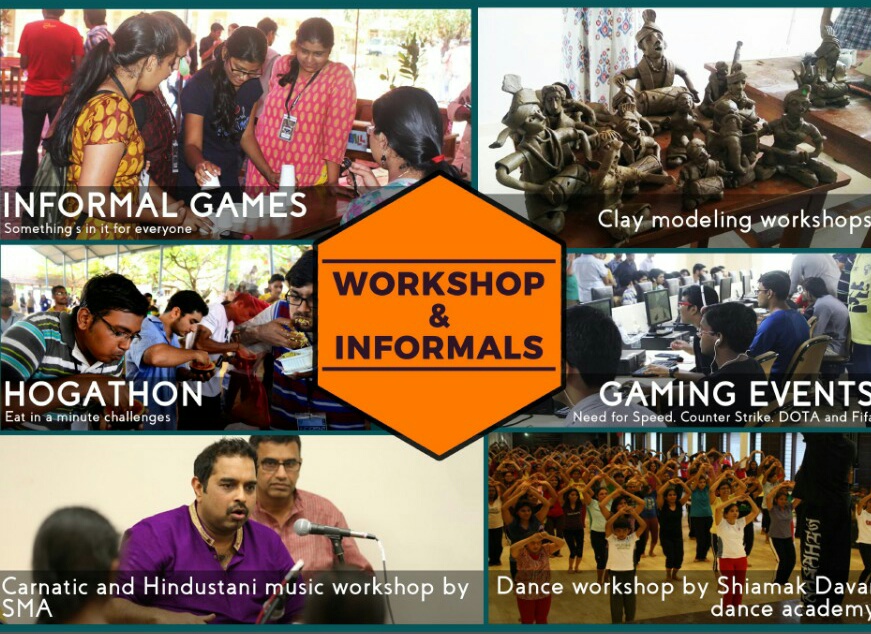 INFORMAL GAMES
Something's in it for everyone
Clay modeling workshops
WORKSHOP
&
INFORMALS
HOGATHON
Eat in a minute challenges
GAMING EVENTS
Need for Speed, Counter Strike, DOTA and Fifa
Carnatic and Hindustani music workshop by
SMA
Dance workshop by Shiamak Davar
dance academy